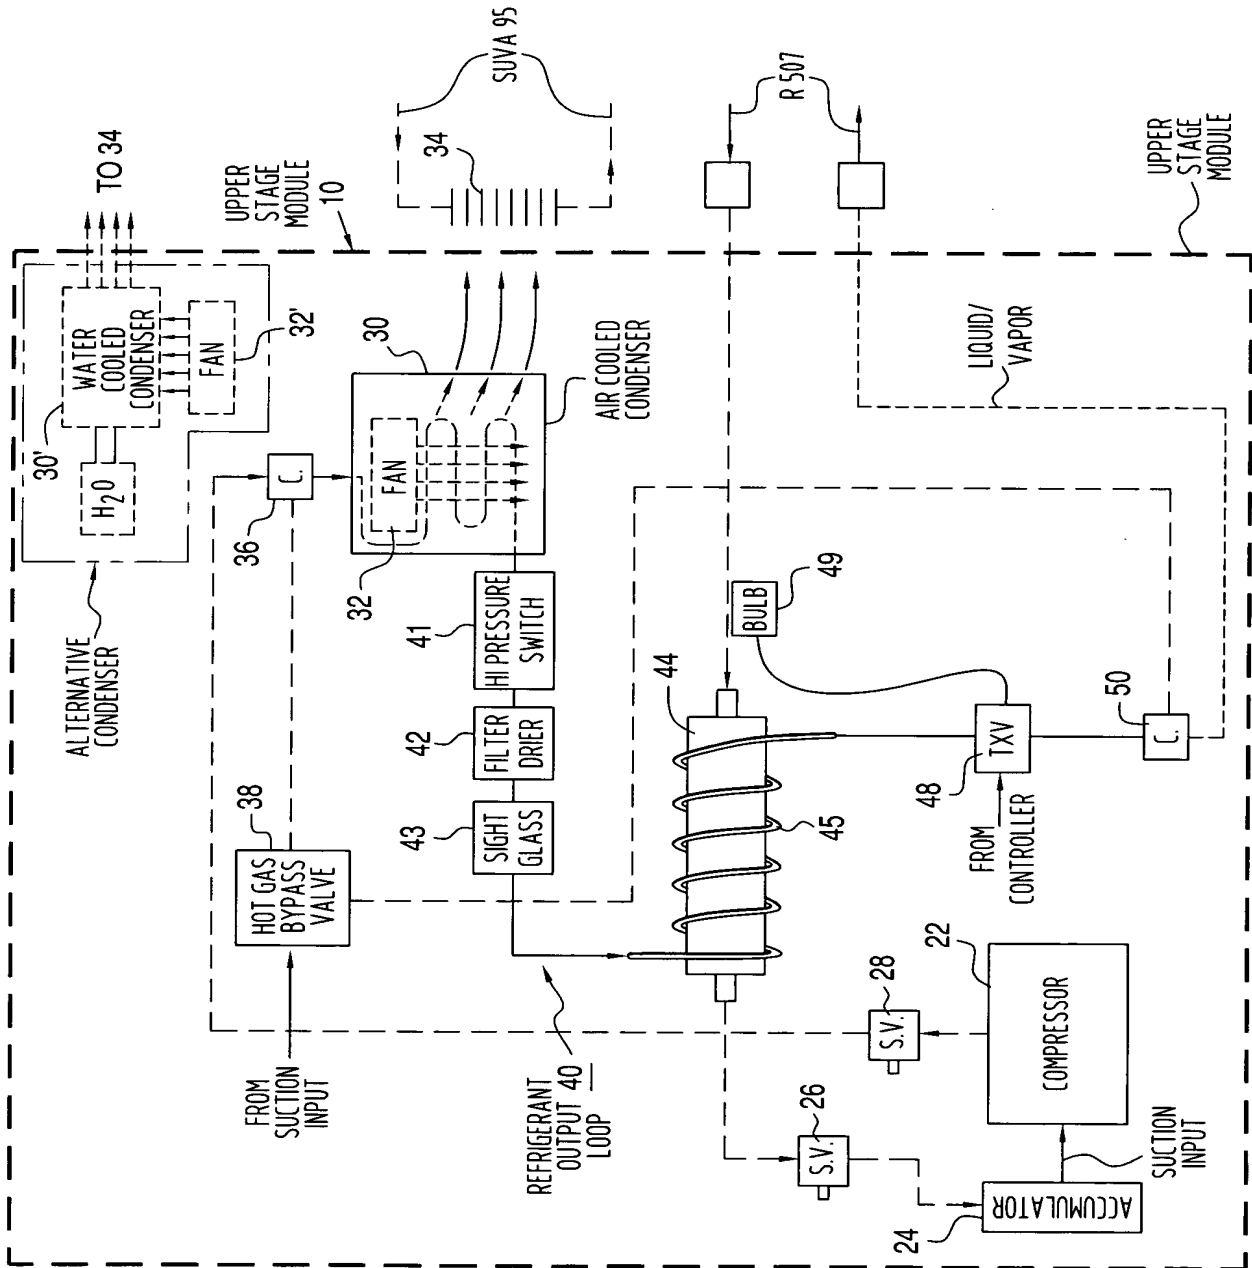 ALTERNATIVE
CONDENSER
H2O
30'
WATER
COOLED
CONDENSER
FAN
32'
TO 34
UPPER
STAGE
MODULE
10
34
SUVA 95
R 507
UPPER
STAGE
MODULE
FROM
SUCTION
INPUT
38
HOT GAS
BYPASS
VALVE
36
C.
FAN
32
30
AIR COOLED
CONDENSER
41
HI PRESSURE
SWITCH
42
FILTER
DRIER
43
SIGHT
GLASS
REFRIGERANT
OUTPUT 40
LOOP
44
45
BULB
49
LIQUID/
VAPOR
48
TXV
FROM
CONTROLLER
50
C.
28
S.V.
26
S.V.
22
COMPRESSOR
SUCTION
INPUT
24
ACCUMULATOR